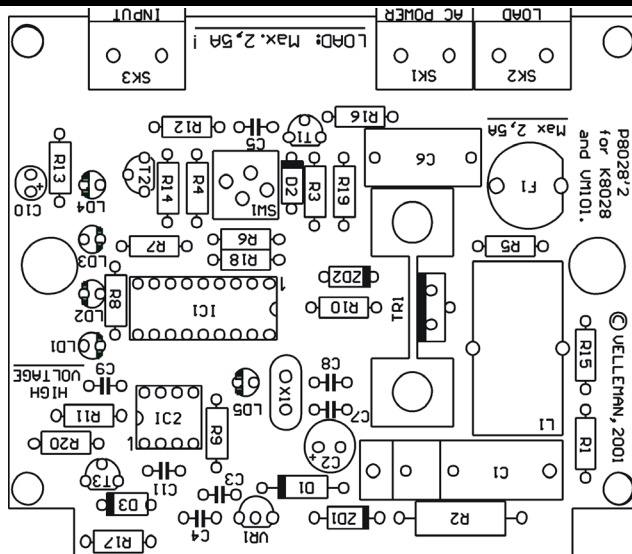 INPUT
SK3
LOAD: Max. 2,5A !
AC POWER
SK1
LOAD
SK2
R12
C5
T1
R16
Max 2,5A
P8028'2
for K8028
and VM101.
R13
C10
LD4
T2
R14
R4
SW1
D2
R3
R19
C6
F1
LD3
R7
R6
R18
R5
LD2
R8
IC1
1
ZD2
R10
TR1
LD1
C9
HIGH
VOLTAGE
LD5
X1
C8
C7
L1
R15
© VELLEMAN, 2001
R11
R20
1
IC2
R9
C2
+
C1
R1
T3
C11
C3
D1
D3
C4
VR1
ZD1
R2
R17